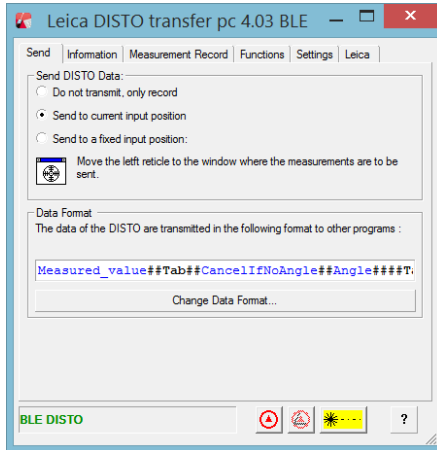 Leica DISTO transfer pc 4.03 BLE
Send Information Measurement Record Functions Settings Leica
Send DISTO Data:
Do not transmit, only record
Send to current input position
Send to a fixed input position:
Move the left reticle to the window where the measurements are to be
sent.
Data Format
The data of the DISTO are transmitted in the following format to other programs :
Measured_value##Tab##CancelIfNoAngle##Angle####T
Change Data Format...
BLE DISTO ?